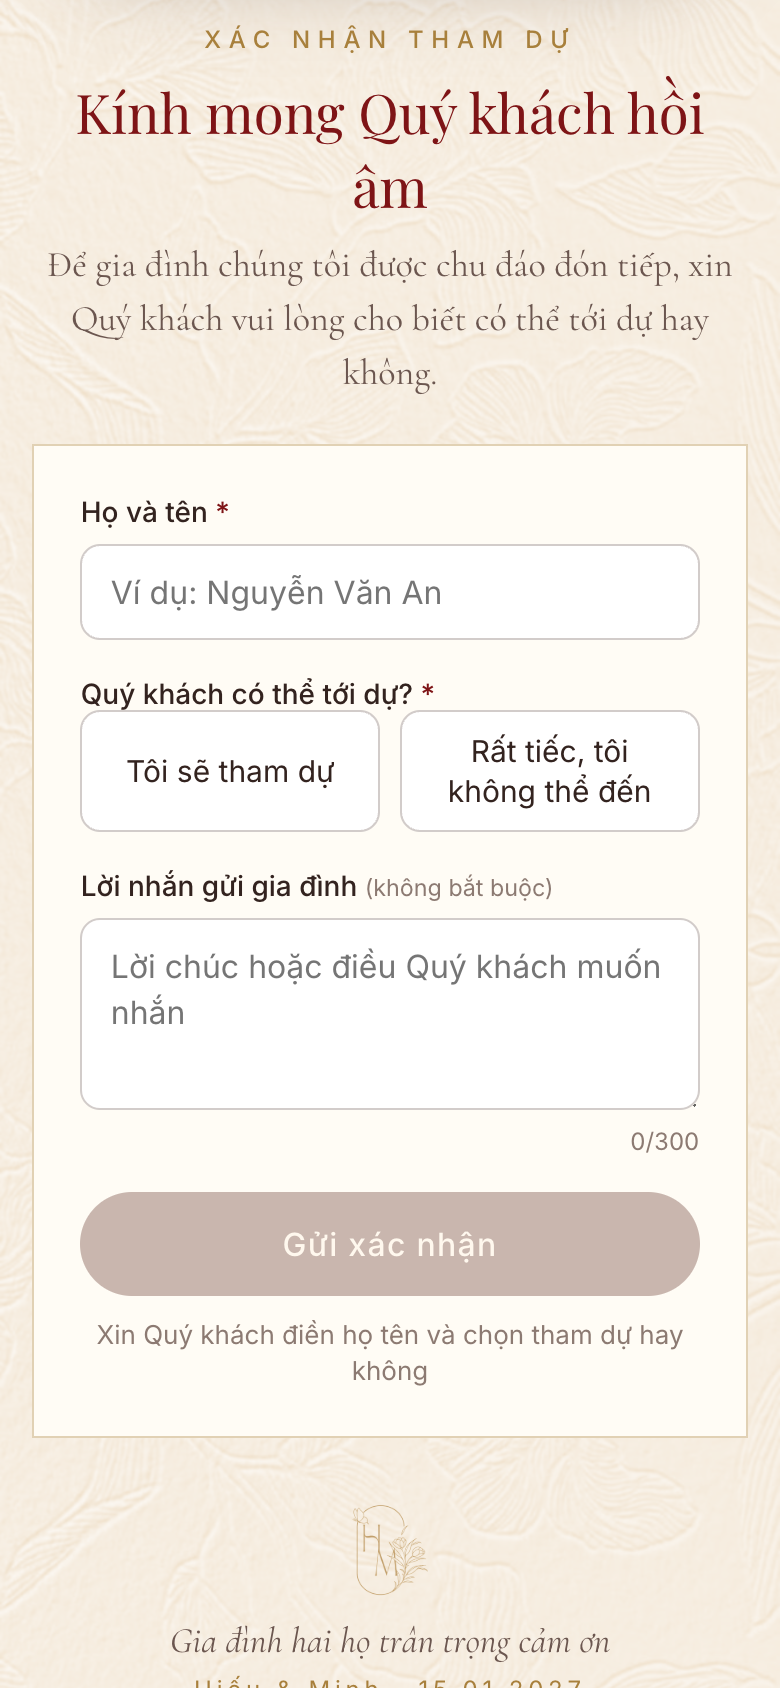 XÁC NHẬN THAM DỰ
Kính mong Quý khách hồi
âm
Để gia đình chúng tôi được chu đáo đón tiếp, xin
Quý khách vui lòng cho biết có thể tới dự hay
không.
Họ và tên *
Ví dụ: Nguyễn Văn An
Quý khách có thể tới dự? *
Tôi sẽ tham dự
Rất tiếc, tôi
không thể đến
Lời nhắn gửi gia đình (không bắt buộc)
Lời chúc hoặc điều Quý khách muốn
nhắn
0/300
Gửi xác nhận
Xin Quý khách điền họ tên và chọn tham dự hay
không
H
M
Gia đình hai họ trân trọng cảm ơn
Hiếu & Minh · 15.01.2027